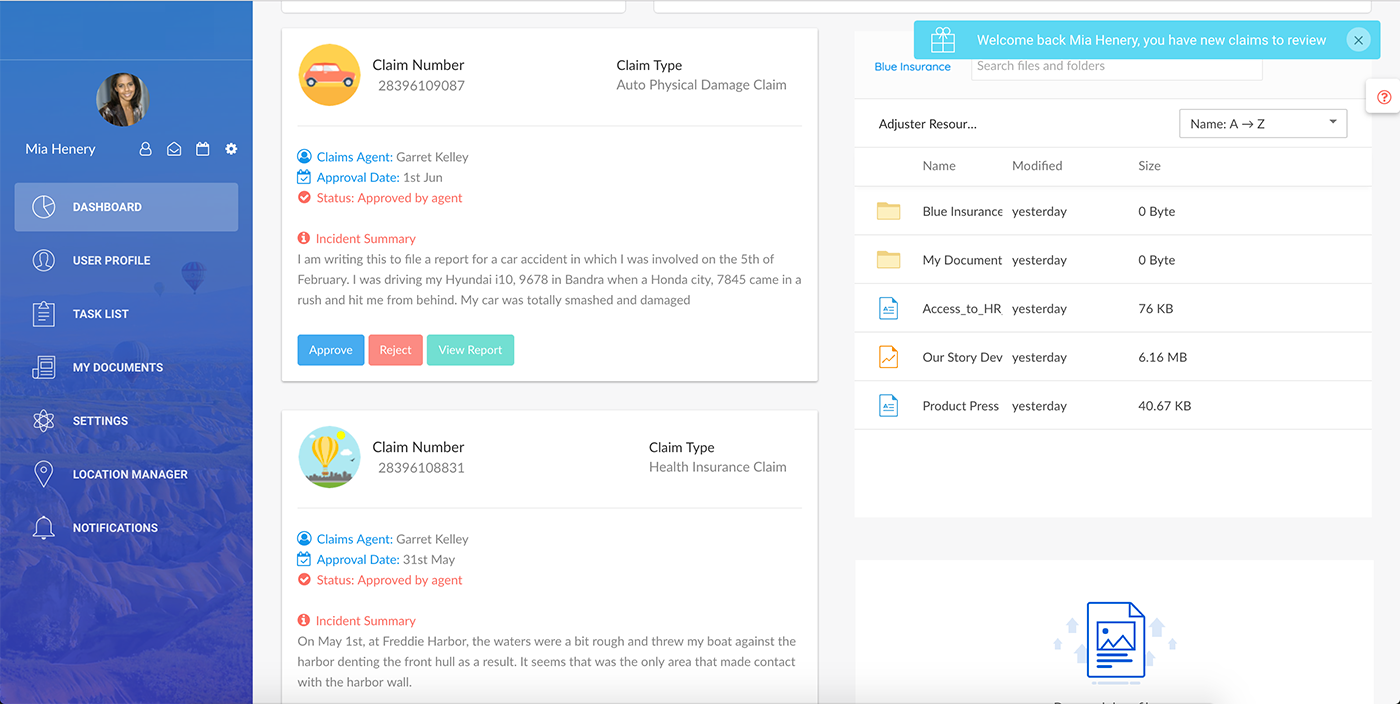 Welcome back Mia Henery, you have new claims to review
Mia Henery
DASHBOARD
USER PROFILE
TASK LIST
MY DOCUMENTS
SETTINGS
LOCATION MANAGER
NOTIFICATIONS
Claim Number
28396109087
Claim Type
Auto Physical Damage Claim
Claims Agent: Garret Kelley
Approval Date: 1st Jun
Status: Approved by agent
Incident Summary
I am writing this to file a report for a car accident in which I was involved on the 5th of
February. I was driving my Hyundai i10, 9678 in Bandra when a Honda city, 7845 came in a
rush and hit me from behind. My car was totally smashed and damaged
Approve Reject View Report
Claim Number
28396108831
Claim Type
Health Insurance Claim
Claims Agent: Garret Kelley
Approval Date: 31st May
Status: Approved by agent
Incident Summary
On May 1st, at Freddie Harbor, the waters were a bit rough and threw my boat against the
harbor denting the front hull as a result. It seems that was the only area that made contact
with the harbor wall.
Blue Insurance
Search files and folders
Adjuster Resour...
Name: A → Z
Name Modified Size
Blue Insurance yesterday 0 Byte
My Document yesterday 0 Byte
Access_to_HR yesterday 76 KB
Our Story Dev yesterday 6.16 MB
Product Press yesterday 40.67 KB